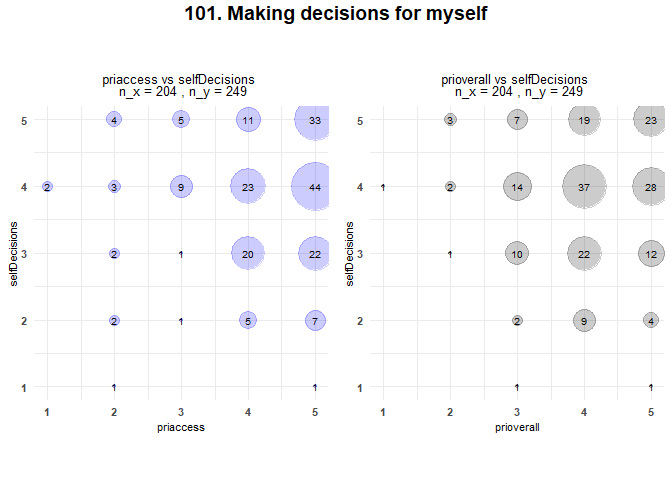 101. Making decisions for myself
priaccess vs selfDecisions
n_x = 204 , n_y = 249
5 4 5 11 33
4 2 3 9 23 44
selfDecisions
3 2 1 20 22
2 2 1 5 7
1 1 1
1 2 3 4 5
priaccess
prioverall vs selfDecisions
n_x = 204 , n_y = 249
5 3 7 19 23
4 1 2 14 37 28
selfDecisions
3 1 10 22 12
2 2 9 4
1 1 1
1 2 3 4 5
prioverall